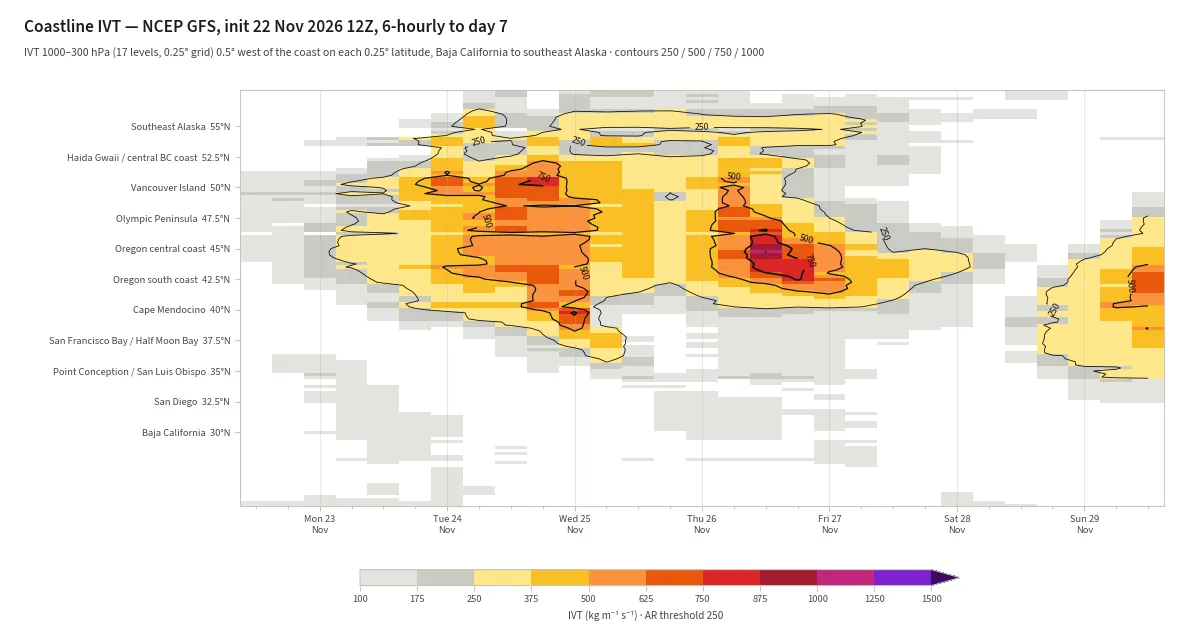 Coastline IVT — NCEP GFS, init 22 Nov 2026 12Z, 6-hourly to day 7
IVT 1000–300 hPa (17 levels, 0.25° grid) 0.5° west of the coast on each 0.25° latitude, Baja California to southeast Alaska · contours 250 / 500 / 750 / 1000
Southeast Alaska 55°N
Haida Gwaii / central BC coast 52.5°N
Vancouver Island 50°N
Olympic Peninsula 47.5°N
Oregon central coast 45°N
Oregon south coast 42.5°N
Cape Mendocino 40°N
San Francisco Bay / Half Moon Bay 37.5°N
Point Conception / San Luis Obispo 35°N
San Diego 32.5°N
Baja California 30°N
250
250
250
750
500
500
500
500
750
250
250
500
Mon 23 Tue 24 Wed 25 Thu 26 Fri 27 Sat 28 Sun 29
Nov Nov Nov Nov Nov Nov Nov
100 175 250 375 500 625 750 875 1000 1250 1500
IVT (kg m⁻¹ s⁻¹) · AR threshold 250